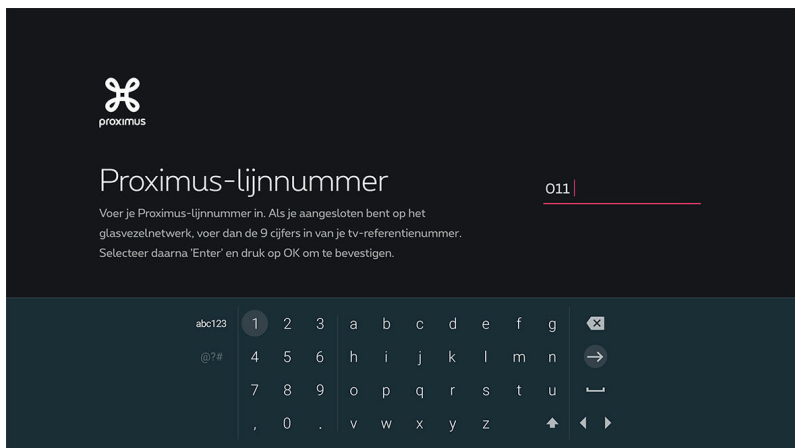 proximus
Proximus-lijnnummer
Voer je Proximus-lijnnummer in. Als je aangesloten bent op het
glasvezelnetwerk, voer dan de 9 cijfers in van je tv-referentienummer.
Selecteer daarna 'Enter' en druk op OK om te bevestigen.
011
abc123 1 2 3 a b c d e f g
@?# 4 5 6 h i j k l m n
7 8 9 o p q r s t u
, 0 . v w x y z